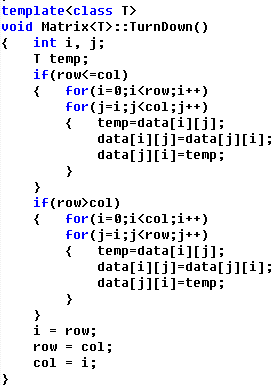 template<class T>
void Matrix<T>::TurnDown()
{    int i, j;
     T temp;
     if(row<=col)
     {    for(i=0;i<row;i++)
          for(j=i;j<col;j++)
          {    temp=data[i][j];
               data[i][j]=data[j][i];
               data[j][i]=temp;
          }
     }
     if(row>col)
     {    for(i=0;i<col;i++)
          for(j=i;j<row;j++)
          {    temp=data[i][j];
               data[i][j]=data[j][i];
               data[j][i]=temp;
          }
     }
     i = row;
     row = col;
     col = i;
}